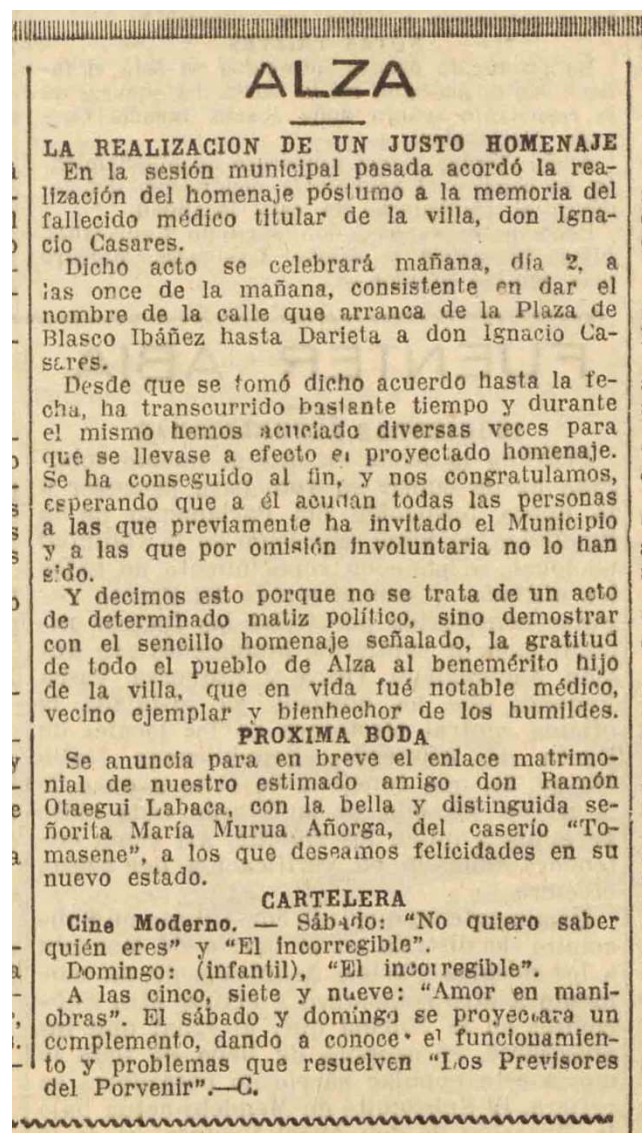 ALZA
LA REALIZACION DE UN JUSTO HOMENAJE
En la sesión municipal pasada acordó la rea-
lización del homenaje póstumo a la memoria del
fallecido médico titular de la villa, don Igna-
cio Casares.
Dicho acto se celebrará mañana, día 2, a
las once de la mañana, consistente en dar el
nombre de la calle que arranca de la Plaza de
Blasco Ibáñez hasta Darieta a don Ignacio Ca-
sares.
Desde que se tomó dicho acuerdo hasta la fe-
cha, ha transcurrido bastante tiempo y durante
el mismo hemos acuciado diversas veces para
que se llevase a efecto el proyectado homenaje.
Se ha conseguido al fin, y nos congratulamos,
esperando que a él acudan todas las personas
a las que previamente ha invitado el Municipio
y a las que por omisión involuntaria no lo han
sido.
Y decimos esto porque no se trata de un acto
de determinado matiz político, sino demostrar
con el sencillo homenaje señalado, la gratitud
de todo el pueblo de Alza al benemérito hijo
de la villa, que en vida fué notable médico,
vecino ejemplar y bienhechor de los humildes.
PROXIMA BODA
Se anuncia para en breve el enlace matrimo-
nial de nuestro estimado amigo don Ramón
Otaegui Labaca, con la bella y distinguida se-
ñorita María Murua Añorga, del caserío "To-
masene", a los que deseamos felicidades en su
nuevo estado.
CARTELERA
Cine Moderno. — Sábado: "No quiero saber
quién eres" y "El incorregible".
Domingo: (infantil), "El incorregible".
A las cinco, siete y nueve: "Amor en mani-
obras". El sábado y domingo se proyectara un
complemento, dando a conocer el funcionamien-
to y problemas que resuelven "Los Previsores
del Porvenir".—C.